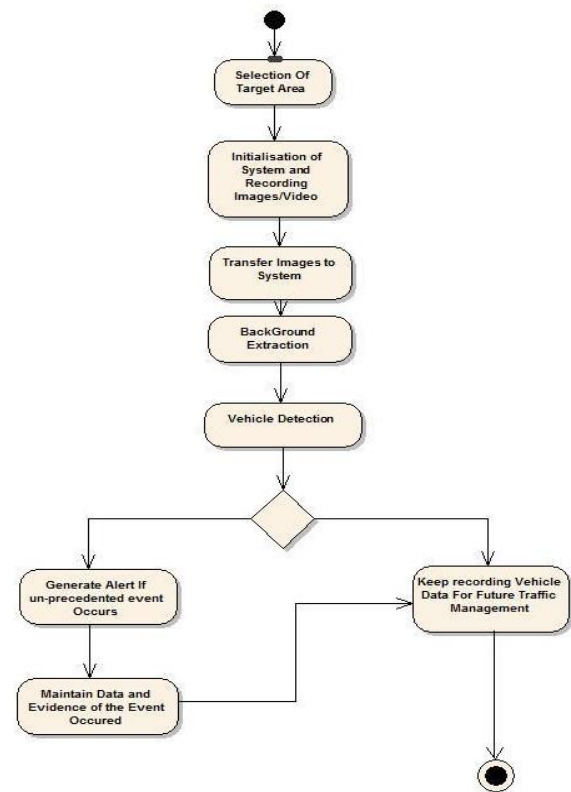 Selection Of
Target Area
Initialisation of
System and
Recording
Images/Video
Transfer Images to
System
BackGround
Extraction
Vehicle Detection
Generate Alert If
un-precedented event
Occurs
Keep recording Vehicle
Data For Future Traffic
Management
Maintain Data and
Evidence of the Event
Occured